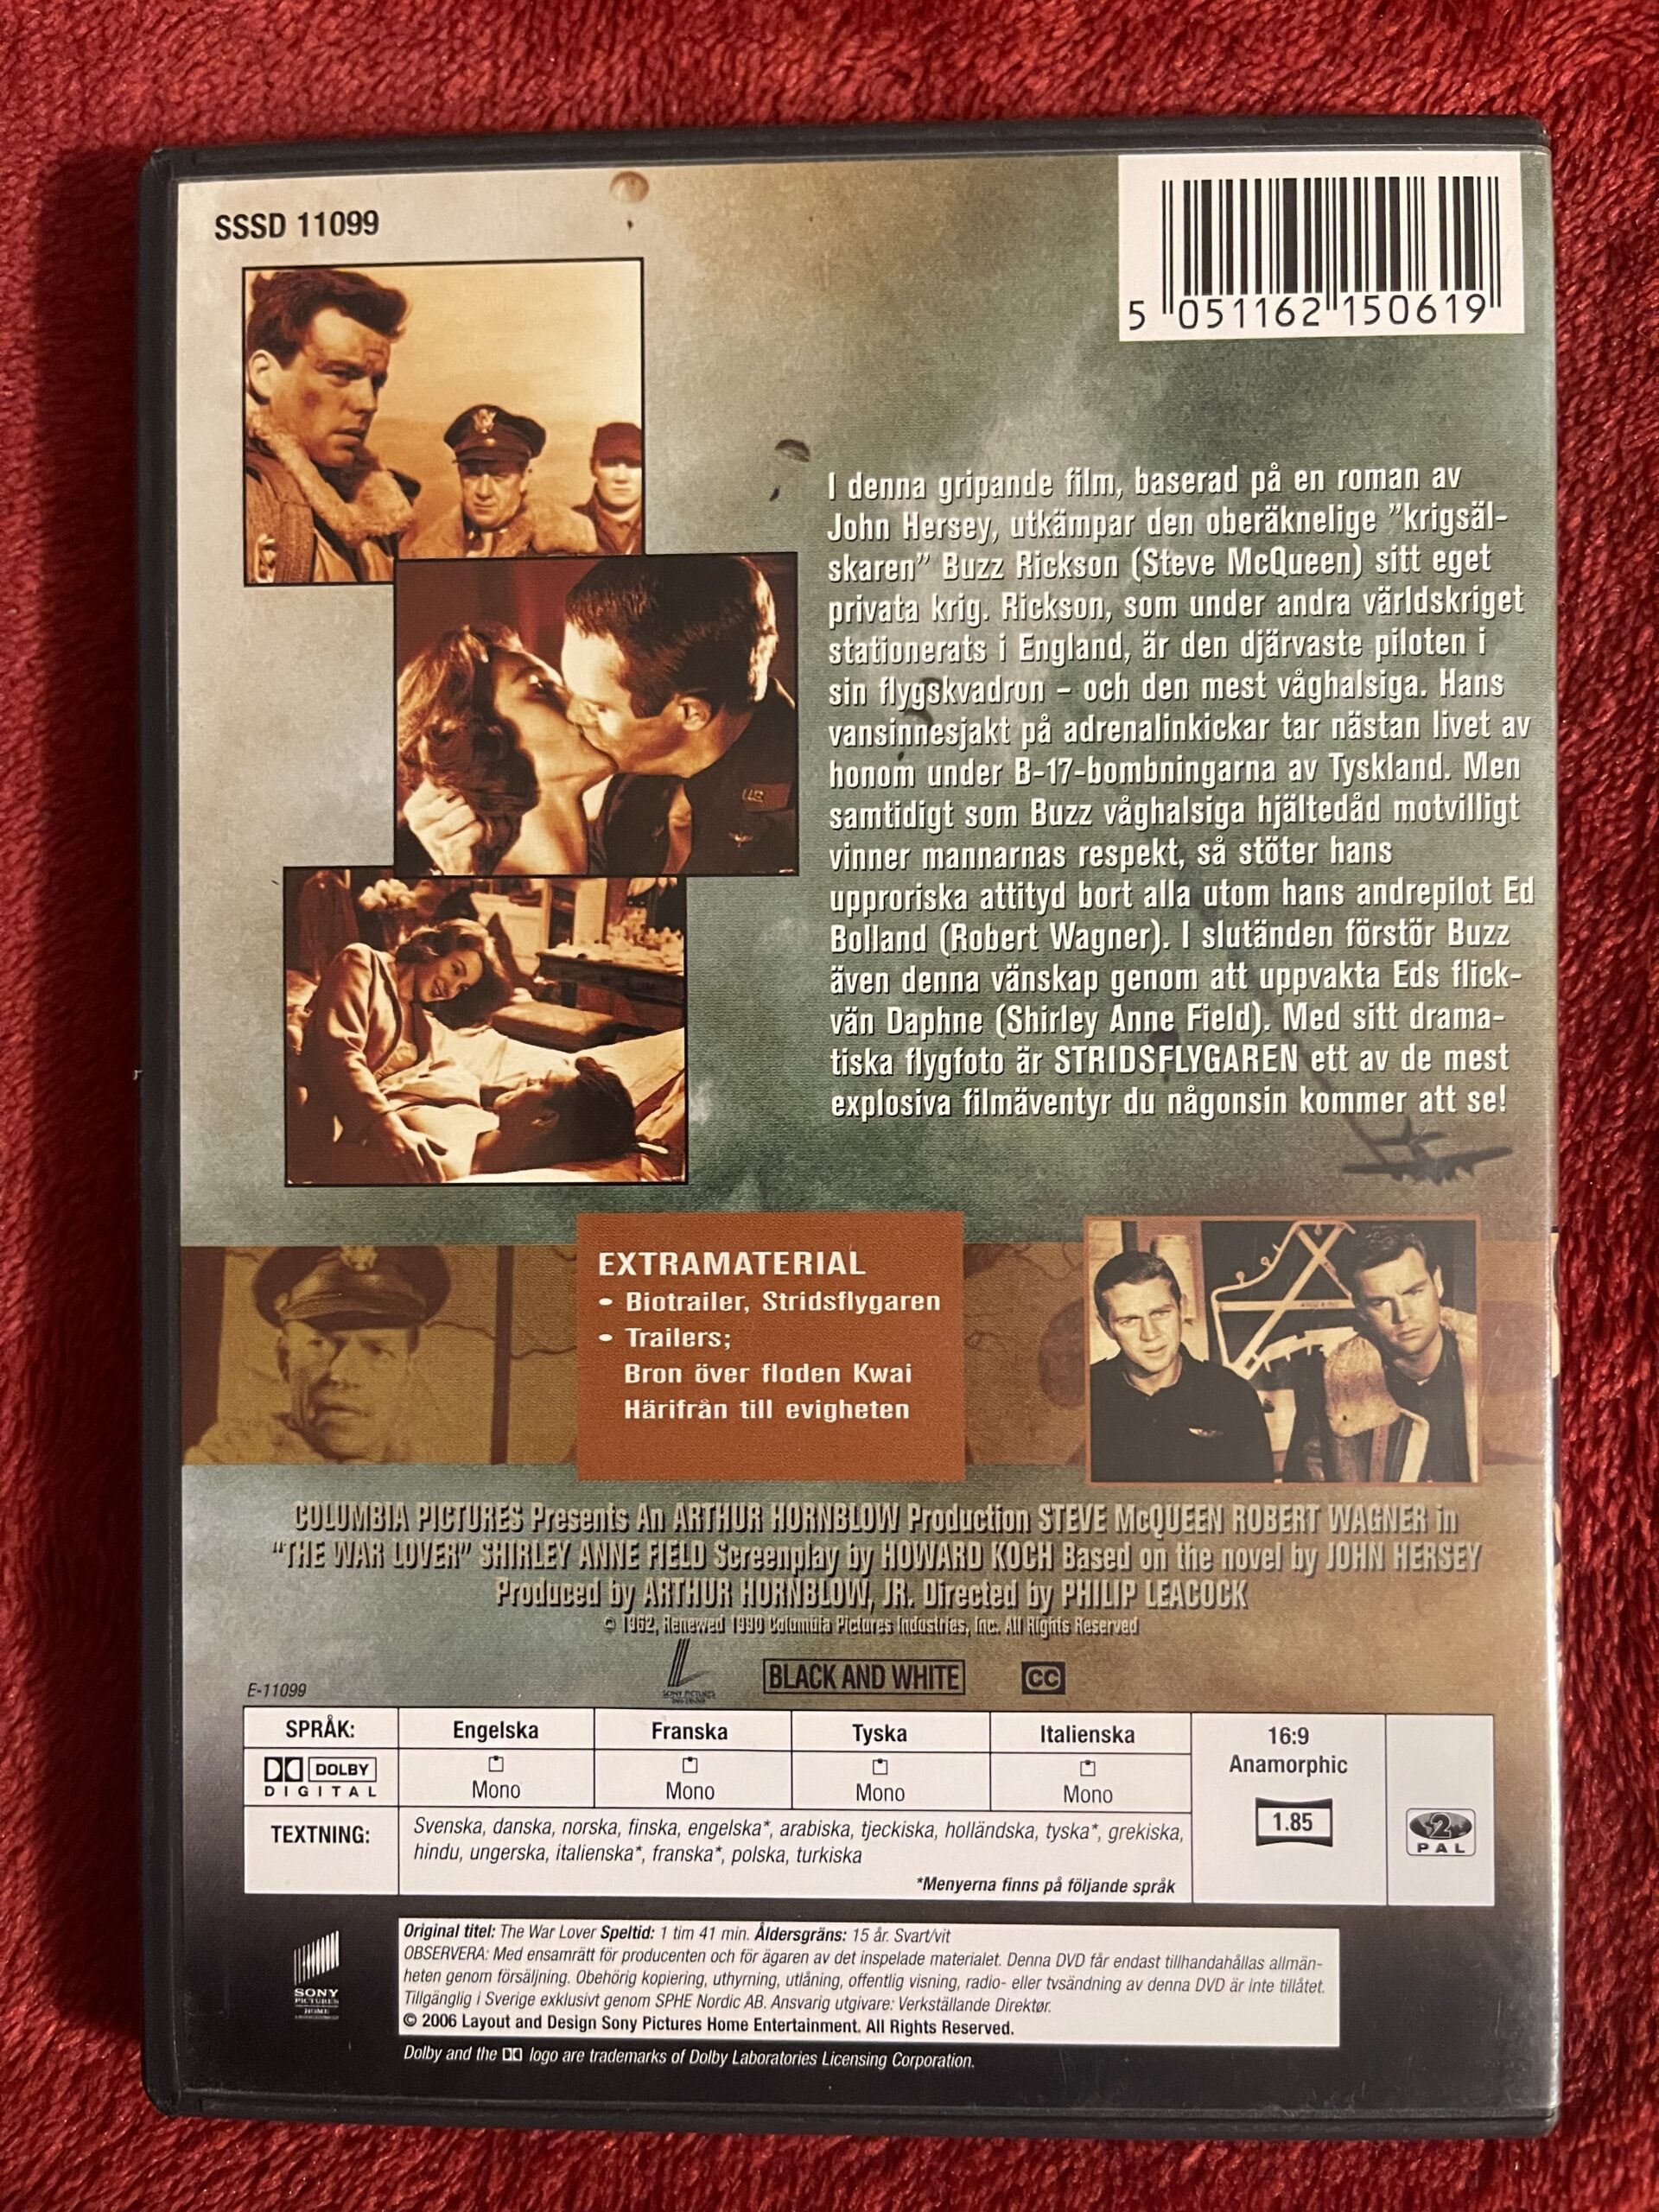 SSSD 11099
5 051162 150619
I denna gripande film, baserad på en roman av
John Hersey, utkämpar den oberäknelige ”krigsäl-
skaren” Buzz Rickson (Steve McQueen) sitt eget
privata krig. Rickson, som under andra världskriget
stationerats i England, är den djärvaste piloten i
sin flygskvadron – och den mest våghalsiga. Hans
vansinnesjakt på adrenalinkickar tar nästan livet av
honom under B-17-bombningarna av Tyskland. Men
samtidigt som Buzz våghalsiga hjältedåd motvilligt
vinner mannarnas respekt, så stöter hans
upproriska attityd bort alla utom hans andrepilot Ed
Bolland (Robert Wagner). I slutänden förstör Buzz
även denna vänskap genom att uppvakta Eds flick-
vän Daphne (Shirley Anne Field). Med sitt drama-
tiska flygfoto är STRIDSFLYGAREN ett av de mest
explosiva filmäventyr du någonsin kommer att se!
EXTRAMATERIAL
• Biotrailer, Stridsflygaren
• Trailers;
Bron över floden Kwai
Härifrån till evigheten
COLUMBIA PICTURES Presents An ARTHUR HORNBLOW Production STEVE McQUEEN ROBERT WAGNER in
“THE WAR LOVER” SHIRLEY ANNE FIELD Screenplay by HOWARD KOCH Based on the novel by JOHN HERSEY
Produced by ARTHUR HORNBLOW, JR. Directed by PHILIP LEACOCK
© 1962, Renewed 1990 Columbia Pictures Industries, Inc. All Rights Reserved
SONY PICTURES
BLACK AND WHITE
CC
E-11099
SPRÅK: Engelska Franska Tyska Italienska
DOLBY
DIGITAL
Mono Mono Mono Mono
16:9
Anamorphic
1.85
2
PAL
TEXTNING:
Svenska, danska, norska, finska, engelska*, arabiska, tjeckiska, holländska, tyska*, grekiska,
hindu, ungerska, italienska*, franska*, polska, turkiska
*Menyerna finns på följande språk
SONY
PICTURES
HOME
Original titel: The War Lover Speltid: 1 tim 41 min. Åldersgräns: 15 år. Svart/vit
OBSERVERA: Med ensamrätt för producenten och för ägaren av det inspelade materialet. Denna DVD får endast tillhandahållas allmän-
heten genom försäljning. Obehörig kopiering, uthyrning, utlåning, offentlig visning, radio- eller tvsändning av denna DVD är inte tillåtet.
Tillgänglig i Sverige exklusivt genom SPHE Nordic AB. Ansvarig utgivare: Verkställande Direktør.
© 2006 Layout and Design Sony Pictures Home Entertainment. All Rights Reserved.
Dolby and the logo are trademarks of Dolby Laboratories Licensing Corporation.